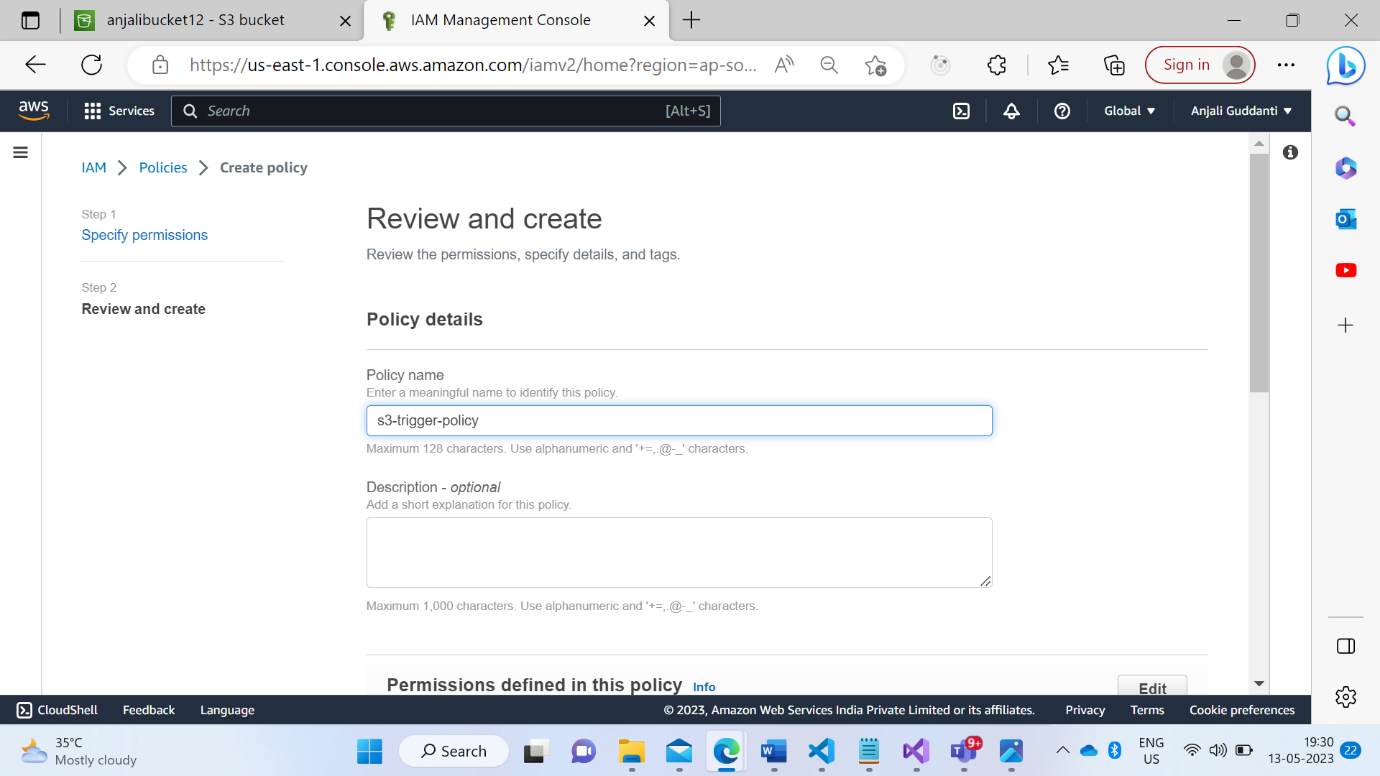 anjalibucket12 - S3 bucket
IAM Management Console
https://us-east-1.console.aws.amazon.com/iamv2/home?region=ap-so...
Sign in
aws
Services
Search
[Alt+S]
Global
Anjali Guddanti
IAM
Policies
Create policy
Step 1
Specify permissions
Step 2
Review and create
Review and create
Review the permissions, specify details, and tags.
Policy details
Policy name
Enter a meaningful name to identify this policy.
s3-trigger-policy
Maximum 128 characters. Use alphanumeric and '+=,.@-_' characters.
Description - optional
Add a short explanation for this policy.
Maximum 1,000 characters. Use alphanumeric and '+=,.@-_' characters.
Permissions defined in this policy Info
Edit
CloudShell
Feedback
Language
© 2023, Amazon Web Services India Private Limited or its affiliates.
Privacy
Terms
Cookie preferences
35°C
Mostly cloudy
Search
9+
ENG
US
19:30
13-05-2023
22